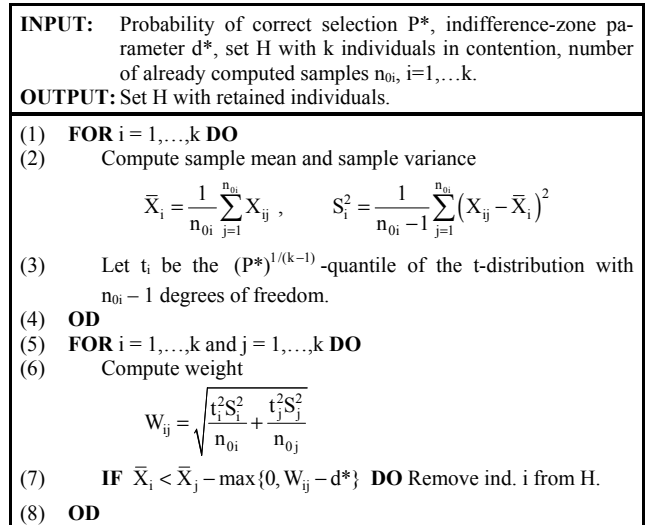 INPUT: Probability of correct selection P*, indifference-zone pa-
rameter d*, set H with k individuals in contention, number
of already computed samples n₀ᵢ, i=1,…k.
OUTPUT: Set H with retained individuals.
(1) FOR i = 1,…,k DO
(2) Compute sample mean and sample variance
X̄ᵢ = 1/n₀ᵢ ∑_{j=1}^{n₀ᵢ} Xᵢⱼ , Sᵢ² = 1/(n₀ᵢ −1) ∑_{j=1}^{n₀ᵢ} (Xᵢⱼ − X̄ᵢ)²
(3) Let tᵢ be the (P*)^{1/(k−1)} -quantile of the t-distribution with
n₀ᵢ – 1 degrees of freedom.
(4) OD
(5) FOR i = 1,…,k and j = 1,…,k DO
(6) Compute weight
Wᵢⱼ = √(tᵢ²Sᵢ²/n₀ᵢ + tⱼ²Sⱼ²/n₀ⱼ)
(7) IF X̄ᵢ < X̄ⱼ − max{0, Wᵢⱼ − d*} DO Remove ind. i from H.
(8) OD